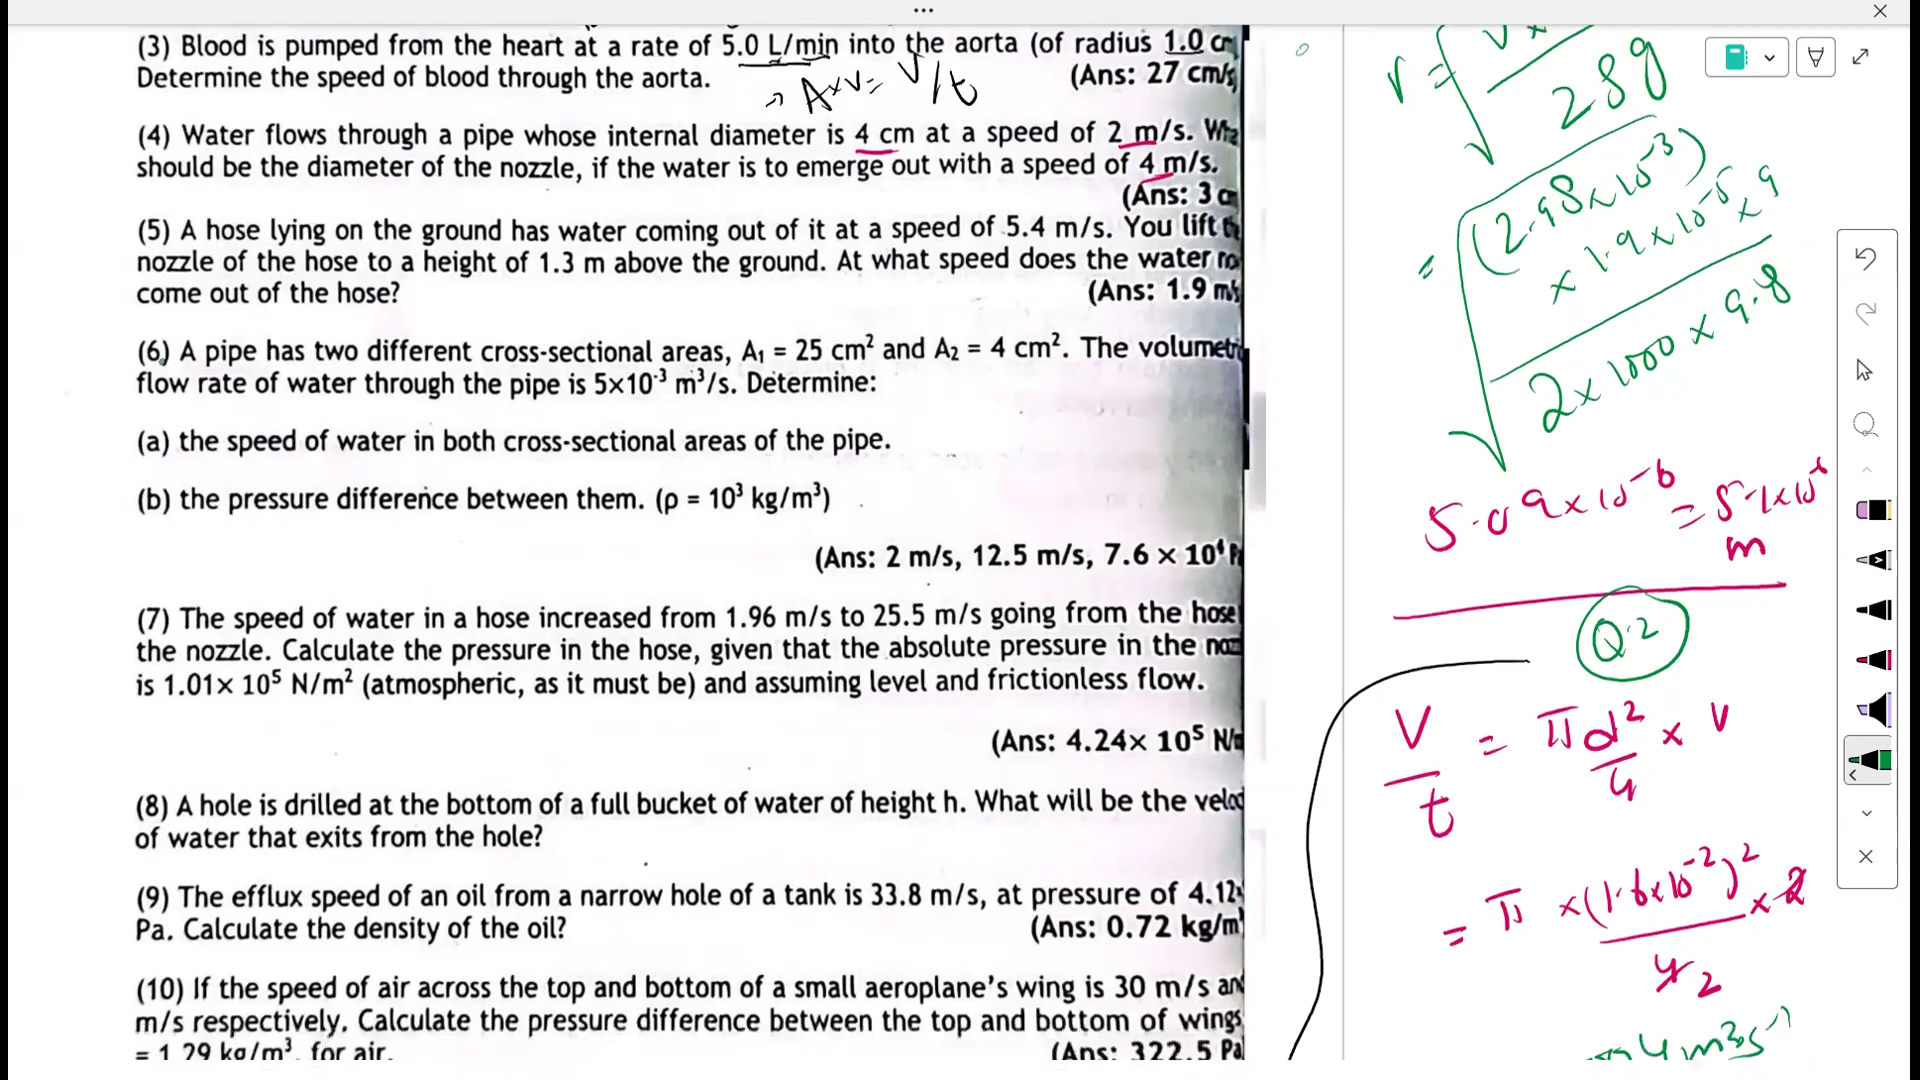 (3) Blood is pumped from the heart at a rate of 5.0 L/min into the aorta (of radius 1.0
Determine the speed of blood through the aorta. (Ans: 27 cm/s
→ A×v = V/t
(4) Water flows through a pipe whose internal diameter is 4 cm at a speed of 2 m/s.
should be the diameter of the nozzle, if the water is to emerge out with a speed of 4 m/s.
(Ans: 3
(5) A hose lying on the ground has water coming out of it at a speed of 5.4 m/s. You lift
nozzle of the hose to a height of 1.3 m above the ground. At what speed does the water
come out of the hose? (Ans: 1.9
(6) A pipe has two different cross-sectional areas, A₁ = 25 cm² and A₂ = 4 cm². The
flow rate of water through the pipe is 5×10⁻³ m³/s. Determine:
(a) the speed of water in both cross-sectional areas of the pipe.
(b) the pressure difference between them. (ρ = 10³ kg/m³)
(Ans: 2 m/s, 12.5 m/s, 7.6 × 10⁴
(7) The speed of water in a hose increased from 1.96 m/s to 25.5 m/s going from the hose
the nozzle. Calculate the pressure in the hose, given that the absolute pressure in the
is 1.01× 10⁵ N/m² (atmospheric, as it must be) and assuming level and frictionless flow.
(Ans: 4.24× 10⁵
(8) A hole is drilled at the bottom of a full bucket of water of height h. What will be the
of water that exits from the hole?
(9) The efflux speed of an oil from a narrow hole of a tank is 33.8 m/s, at pressure of 4.12
Pa. Calculate the density of the oil? (Ans: 0.72 kg/m
(10) If the speed of air across the top and bottom of a small aeroplane's wing is 30 m/s
m/s respectively. Calculate the pressure difference between the top and bottom of wings
= 1.29 kg/m³, for air. (Ans: 322.5 Pa
r =
2ρg
= (2.98×10⁻³)
× 1.9×10⁻⁵ × 9
2 × 1000 × 9.8
5.09×10⁻⁶ = 5.1×10⁻⁶
m
Q.2
V/t = πd²/4 × v
= π × (1.6×10⁻²)² × 2
4 2
m³s⁻¹